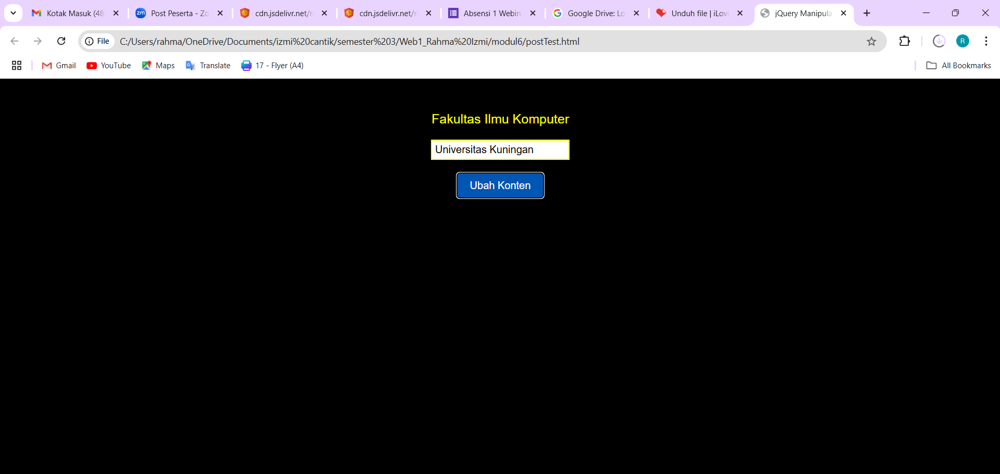 Kotak Masuk (48
zm Post Peserta - Zo
cdn.jsdelivr.net/n
cdn.jsdelivr.net/n
Absensi 1 Webin
Google Drive: Lo
Unduh file | iLov
jQuery Manipula
File C:/Users/rahma/OneDrive/Documents/izmi%20cantik/semester%203/Web1_Rahma%20Izmi/modul6/postTest.html R
Gmail YouTube Maps Translate 17 - Flyer (A4) All Bookmarks
Fakultas Ilmu Komputer
Universitas Kuningan
Ubah Konten